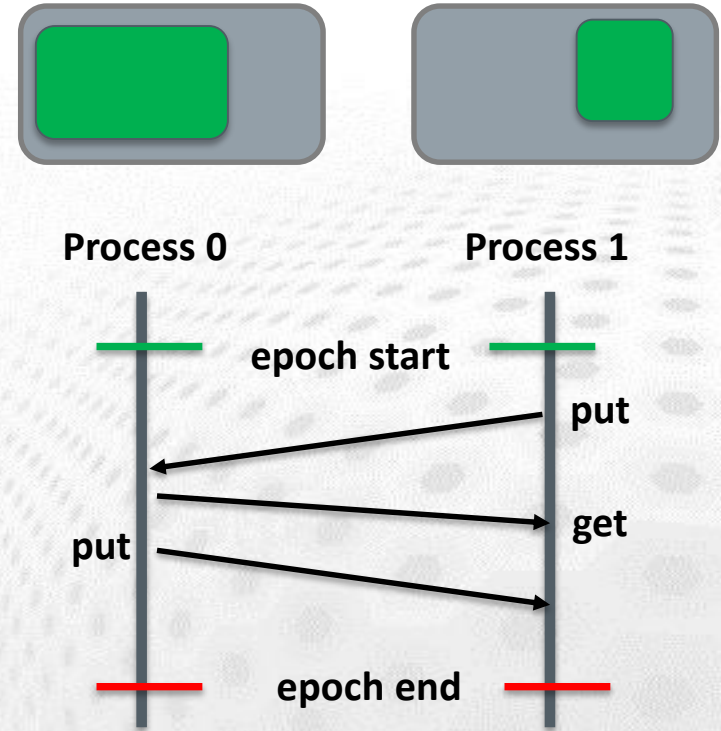 Process 0
Process 1
epoch start
put
get
put
epoch end